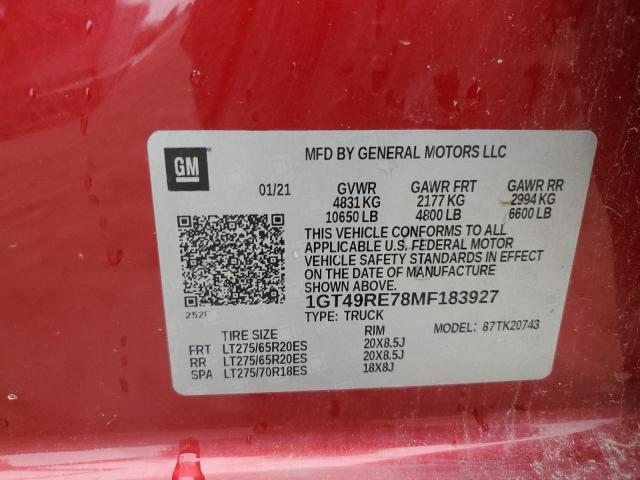 GM
MFD BY GENERAL MOTORS LLC
01/21 GVWR GAWR FRT GAWR RR
4831 KG 2177 KG 2994 KG
10650 LB 4800 LB 6600 LB
THIS VEHICLE CONFORMS TO ALL
APPLICABLE U.S. FEDERAL MOTOR
VEHICLE SAFETY STANDARDS IN EFFECT
ON THE DATE OF MANUFACTURE
SHOWN ABOVE.
1GT49RE78MF183927
TYPE: TRUCK MODEL: 87TK20743
TIRE SIZE RIM
FRT LT275/65R20ES 20X8.5J
RR LT275/65R20ES 20X8.5J
SPA LT275/70R18ES 18X8J